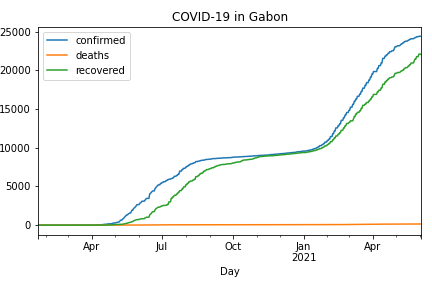 COVID-19 in Gabon
confirmed
deaths
recovered
25000
20000
15000
10000
5000
0
Apr Jul Oct Jan Apr
2021
Day